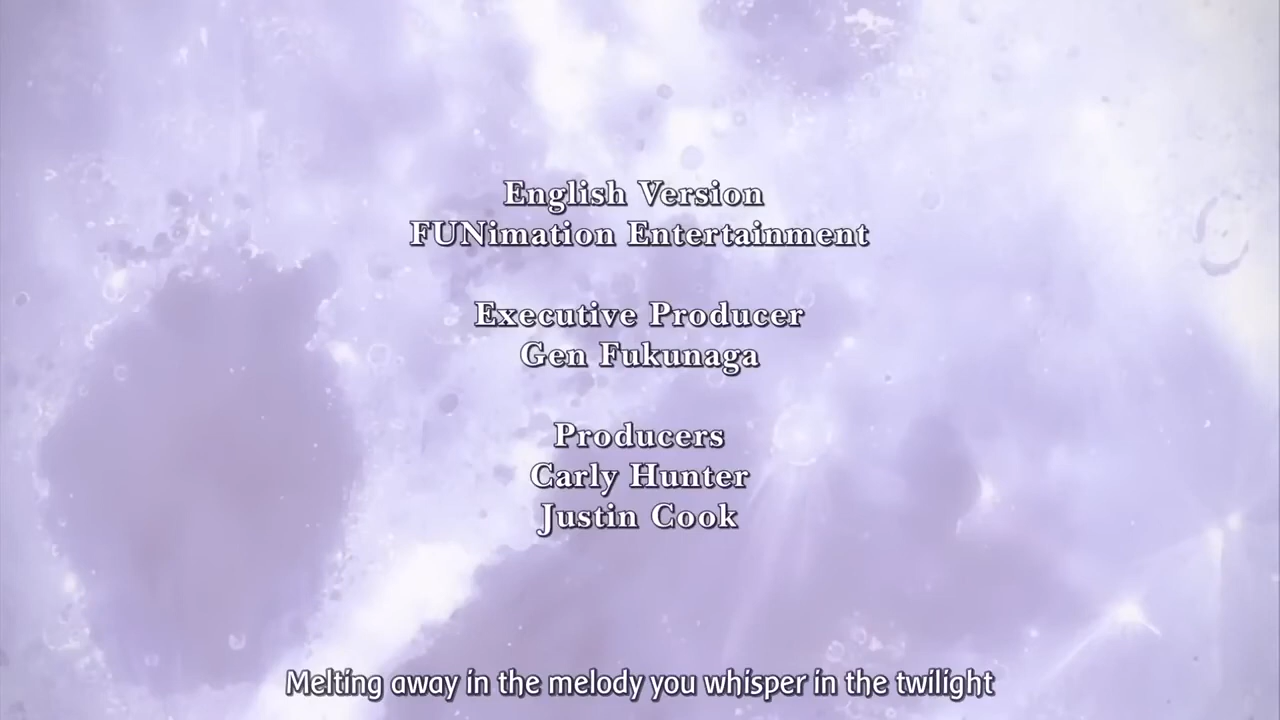 English Version
FUNimation Entertainment
Executive Producer
Gen Fukunaga
Producers
Carly Hunter
Justin Cook
Melting away in the melody you whisper in the twilight